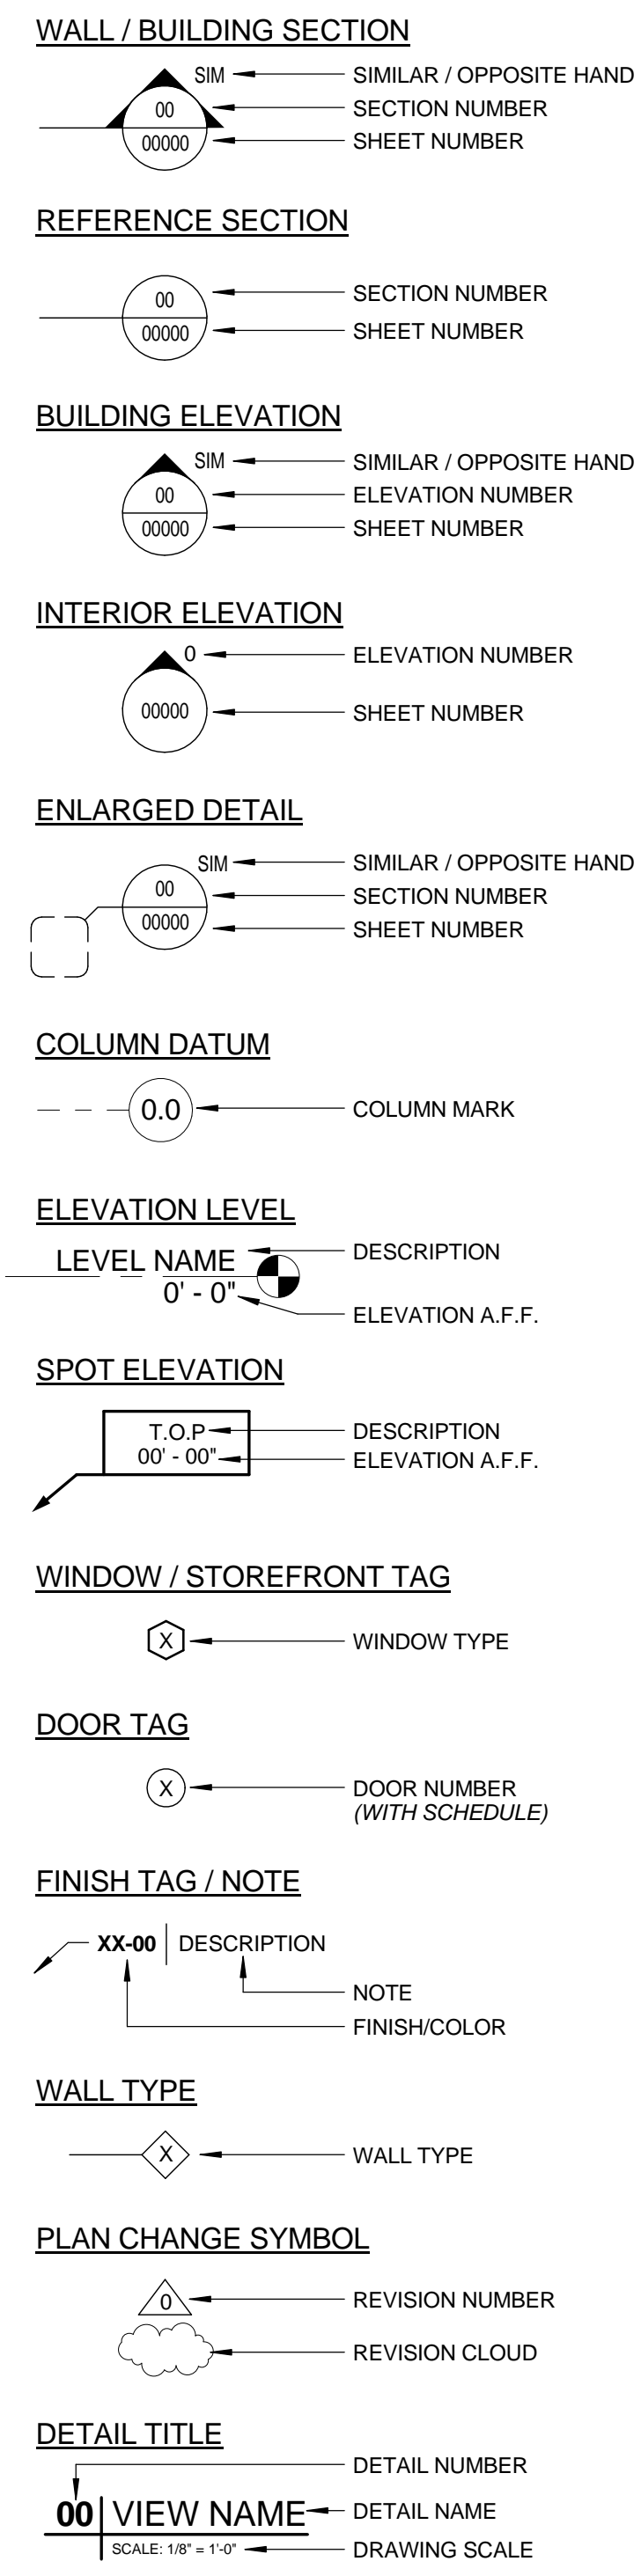 WALL / BUILDING SECTION
SIM
SIMILAR / OPPOSITE HAND
00
SECTION NUMBER
00000
SHEET NUMBER
REFERENCE SECTION
00
SECTION NUMBER
00000
SHEET NUMBER
BUILDING ELEVATION
SIM
SIMILAR / OPPOSITE HAND
00
ELEVATION NUMBER
00000
SHEET NUMBER
INTERIOR ELEVATION
0
ELEVATION NUMBER
00000
SHEET NUMBER
ENLARGED DETAIL
SIM
SIMILAR / OPPOSITE HAND
00
SECTION NUMBER
00000
SHEET NUMBER
COLUMN DATUM
0.0
COLUMN MARK
ELEVATION LEVEL
LEVEL NAME
DESCRIPTION
0' - 0"
ELEVATION A.F.F.
SPOT ELEVATION
T.O.P
DESCRIPTION
00' - 00"
ELEVATION A.F.F.
WINDOW / STOREFRONT TAG
X
WINDOW TYPE
DOOR TAG
X
DOOR NUMBER
(WITH SCHEDULE)
FINISH TAG / NOTE
XX-00 DESCRIPTION
NOTE
FINISH/COLOR
WALL TYPE
X
WALL TYPE
PLAN CHANGE SYMBOL
0
REVISION NUMBER
REVISION CLOUD
DETAIL TITLE
DETAIL NUMBER
00 VIEW NAME
DETAIL NAME
SCALE: 1/8" = 1'-0"
DRAWING SCALE